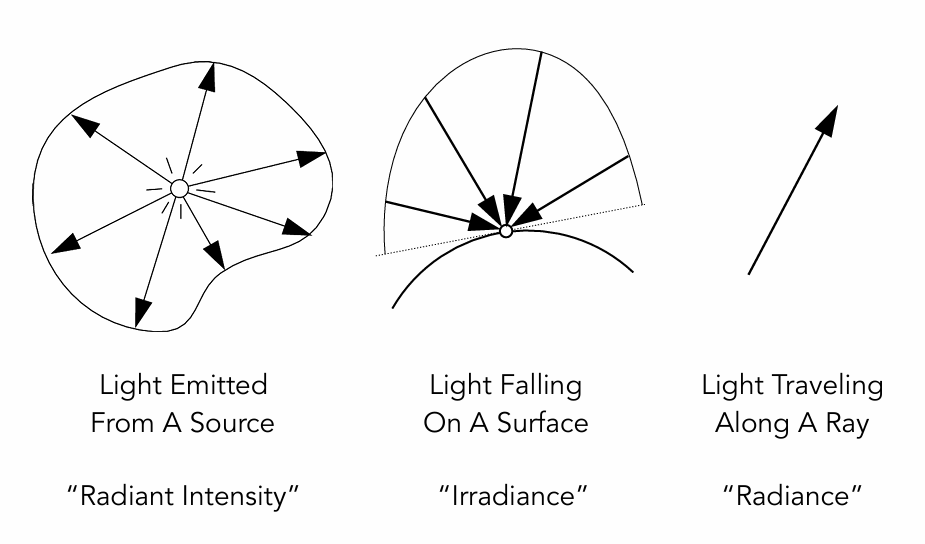 Light Emitted
From A Source
“Radiant Intensity”
Light Falling
On A Surface
“Irradiance”
Light Traveling
Along A Ray
“Radiance”